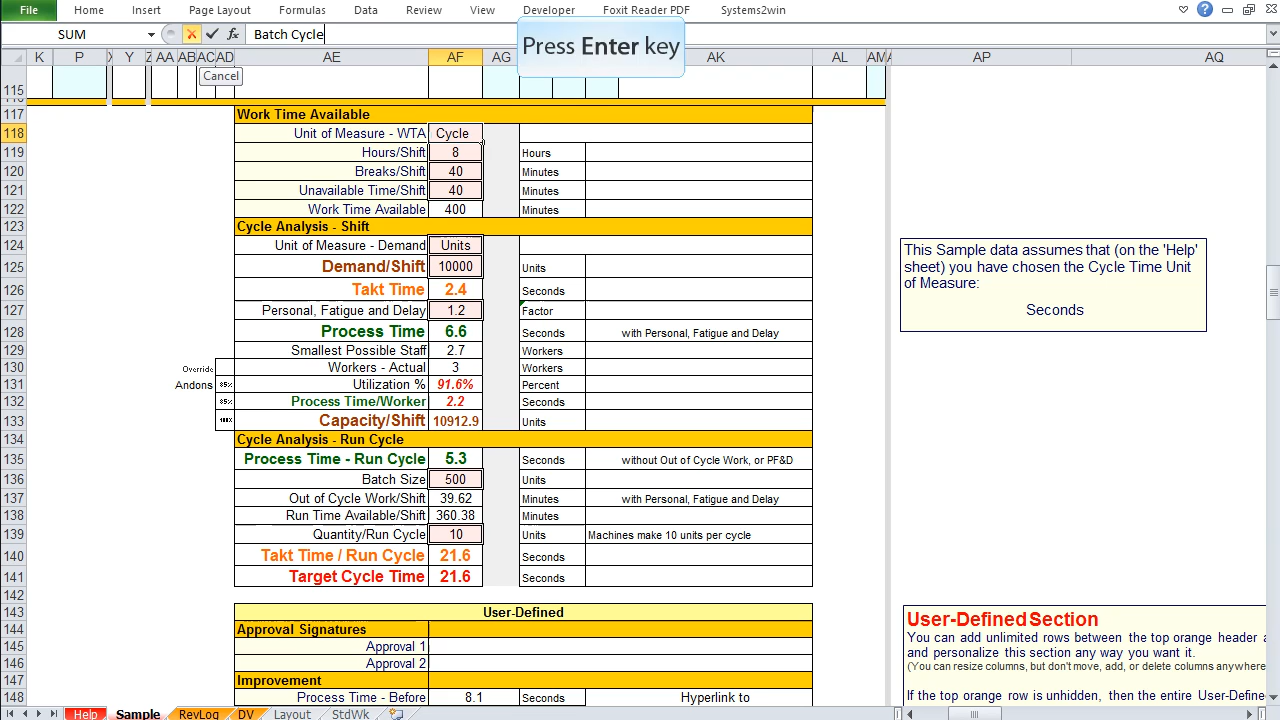 File Home Insert Page Layout Formulas Data Review View Developer Foxit Reader PDF Systems2win
SUM fx Batch Cycle
Press Enter key
K P X Y Z AA AB AC AD AE AF AG AK AL AM AP AQ
Cancel
115
117 Work Time Available
118 Unit of Measure - WTA Cycle
119 Hours/Shift 8 Hours
120 Breaks/Shift 40 Minutes
121 Unavailable Time/Shift 40 Minutes
122 Work Time Available 400 Minutes
123 Cycle Analysis - Shift
124 Unit of Measure - Demand Units
125 Demand/Shift 10000 Units
126 Takt Time 2.4 Seconds
127 Personal, Fatigue and Delay 1.2 Factor
128 Process Time 6.6 Seconds with Personal, Fatigue and Delay
129 Smallest Possible Staff 2.7 Workers
130 Override Workers - Actual 3 Workers
131 Andons 85% Utilization % 91.6% Percent
132 85% Process Time/Worker 2.2 Seconds
133 100% Capacity/Shift 10912.9 Units
134 Cycle Analysis - Run Cycle
135 Process Time - Run Cycle 5.3 Seconds without Out of Cycle Work, or PF&D
136 Batch Size 500 Units
137 Out of Cycle Work/Shift 39.62 Minutes with Personal, Fatigue and Delay
138 Run Time Available/Shift 360.38 Minutes
139 Quantity/Run Cycle 10 Units Machines make 10 units per cycle
140 Takt Time / Run Cycle 21.6 Seconds
141 Target Cycle Time 21.6 Seconds
142
143 User-Defined
144 Approval Signatures
145 Approval 1
146 Approval 2
147 Improvement
148 Process Time - Before 8.1 Seconds Hyperlink to
This Sample data assumes that (on the 'Help'
sheet) you have chosen the Cycle Time Unit
of Measure:
Seconds
User-Defined Section
You can add unlimited rows between the top orange header
and personalize this section any way you want it.
(You can resize columns, but don't move, add, or delete columns anywhere
If the top orange row is unhidden, then the entire User-Define
Help Sample RevLog DV Layout StdWk